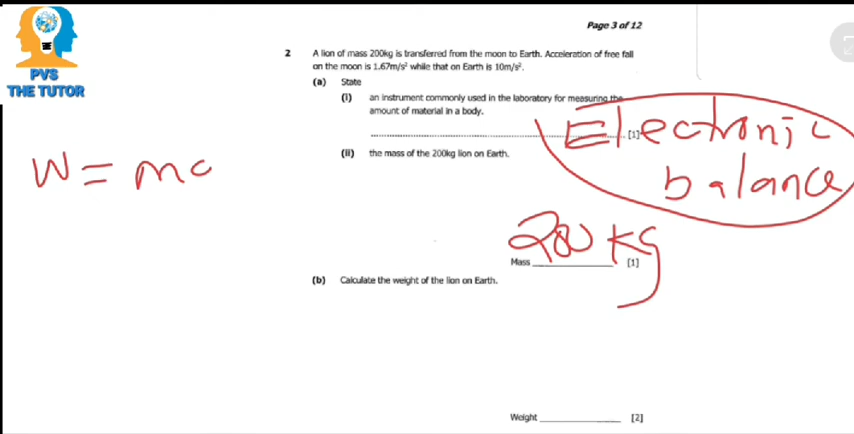 Page 3 of 12
PVS
THE TUTOR
2 A lion of mass 200kg is transferred from the moon to Earth. Acceleration of free fall
on the moon is 1.67m/s² while that on Earth is 10m/s².
(a) State
(i) an instrument commonly used in the laboratory for measuring the
amount of material in a body.
Electronic
[1]
balance
(ii) the mass of the 200kg lion on Earth.
W = m
200 kg
Mass [1]
(b) Calculate the weight of the lion on Earth.
Weight [2]